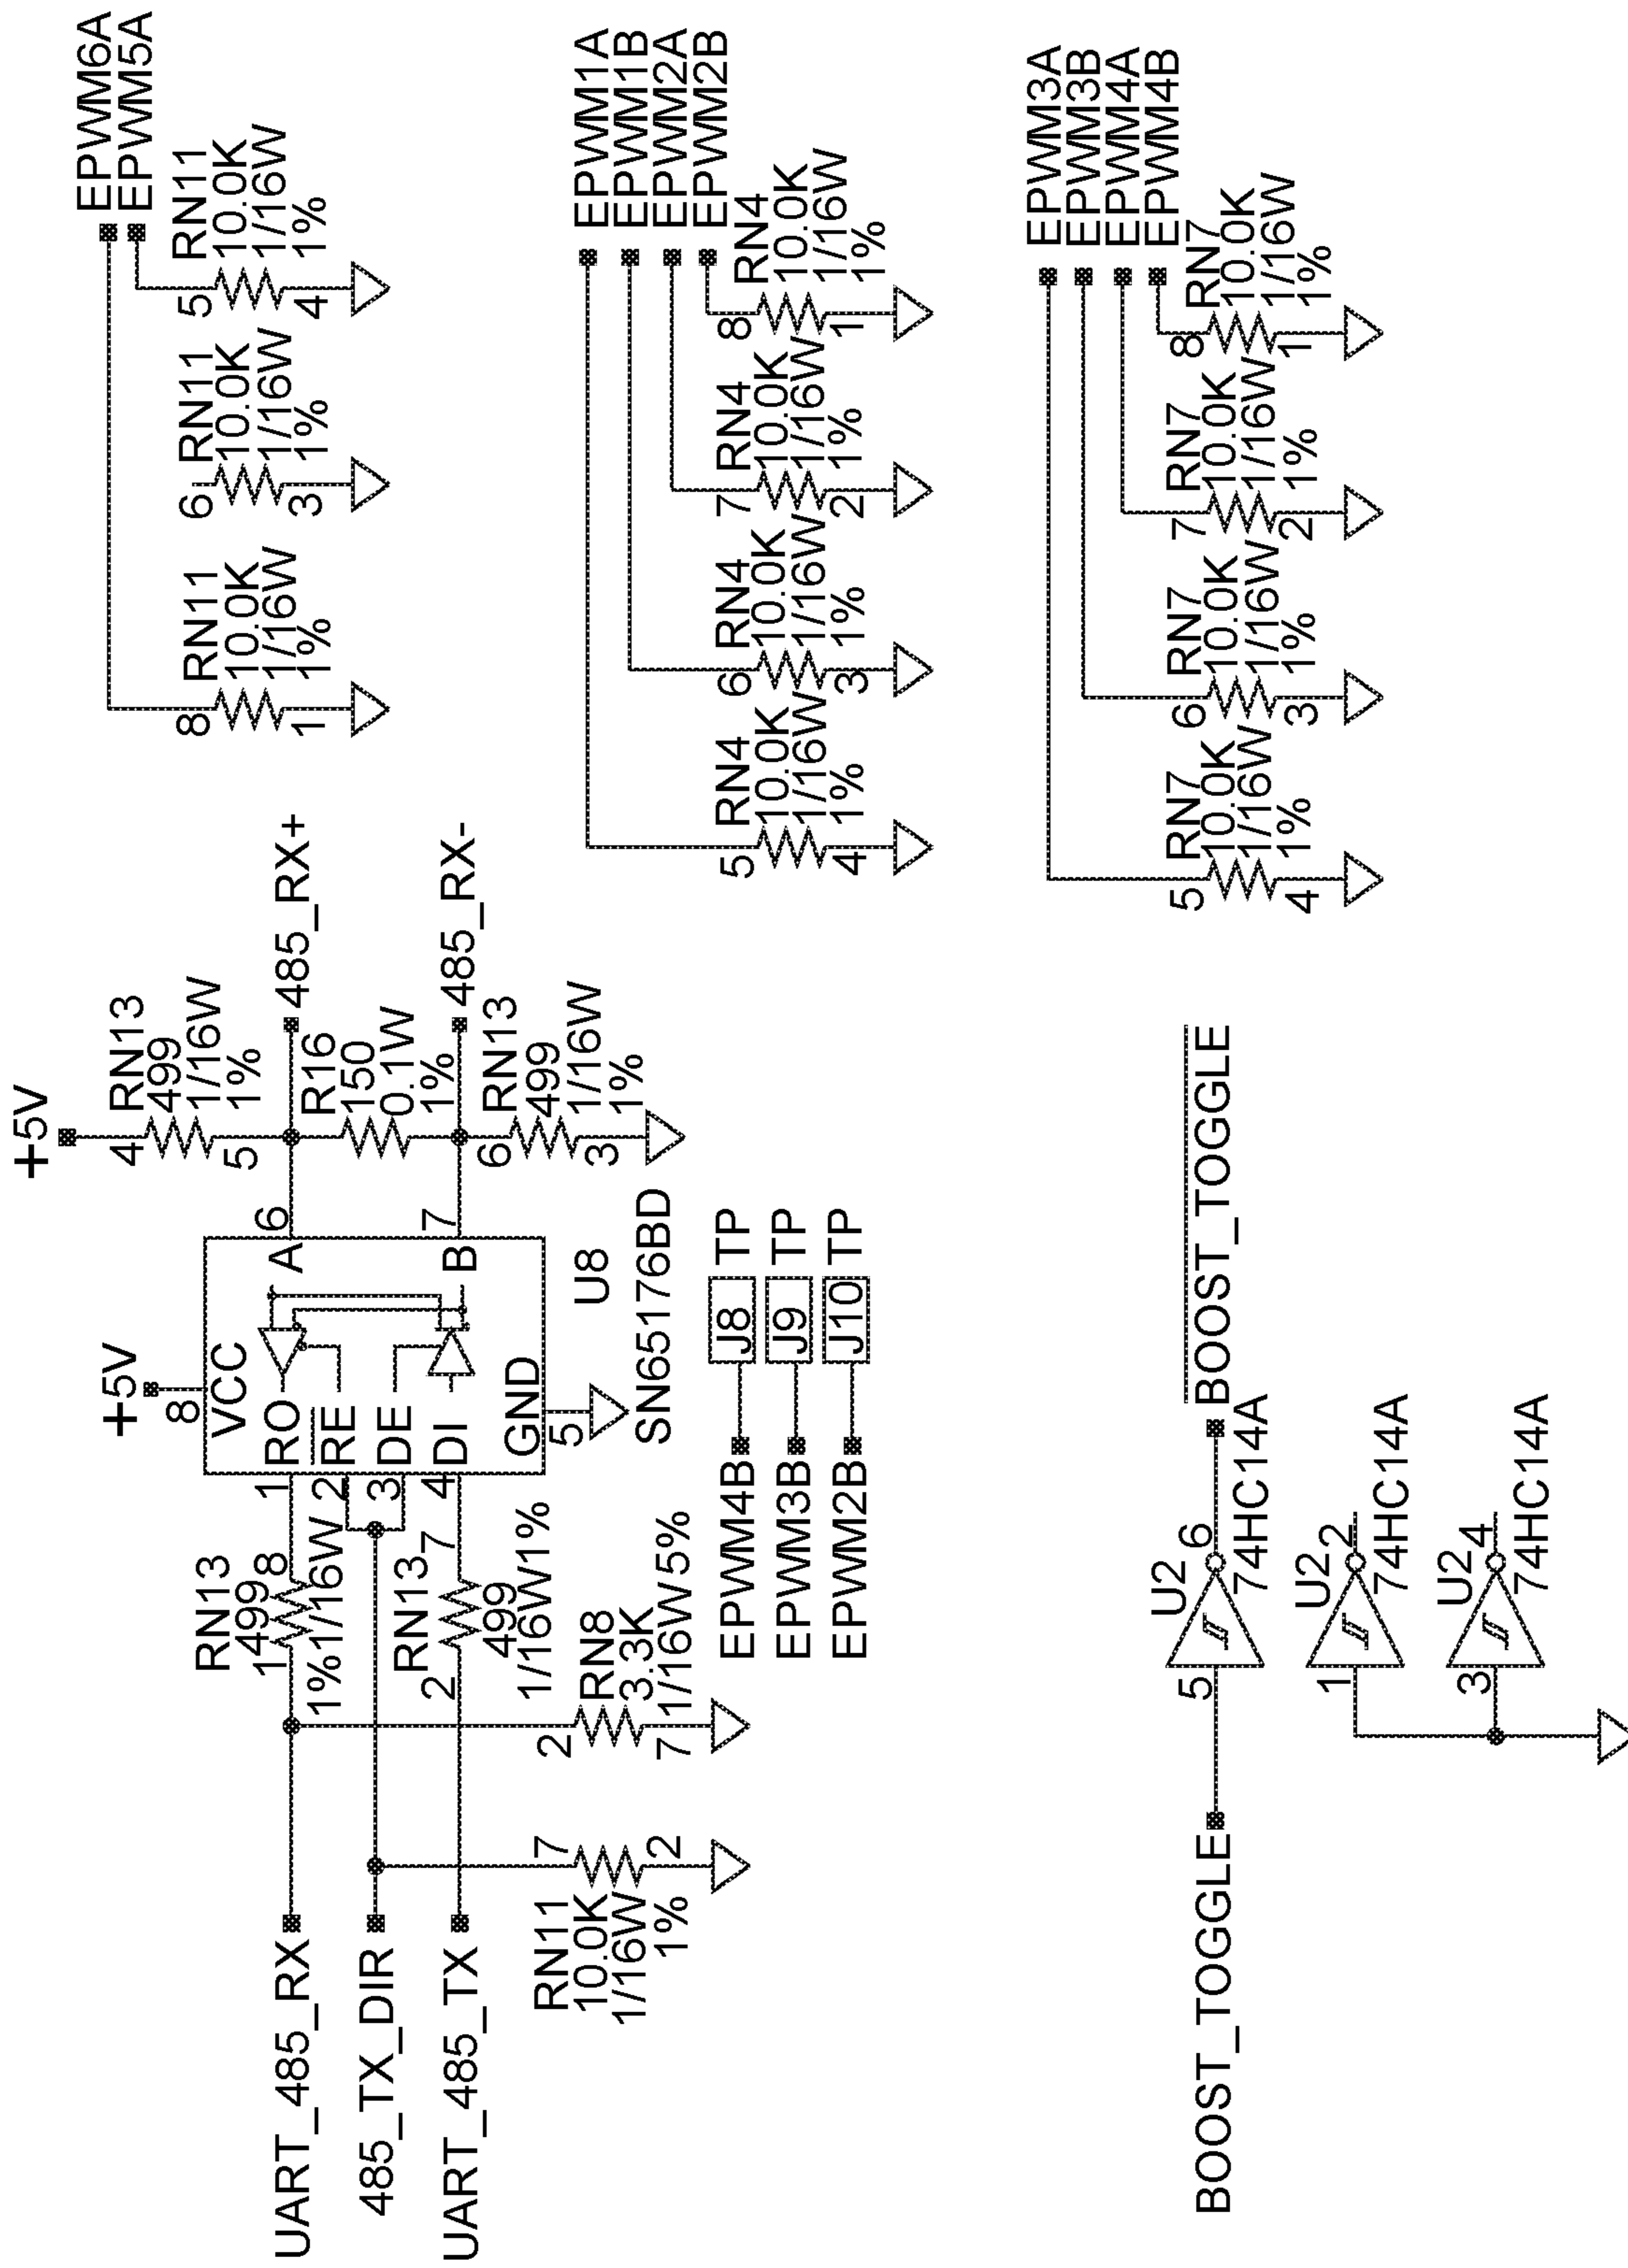 +5V
RN13
499
1/16W
1%
4
5
485_RX+
R16
150
0.1W
1%
485_RX-
RN13
499
1/16W
1%
6
3
+5V
8
VCC
RO
RE
DE
DI
GND
A
B
6
7
5
U8
SN65176BD
1
2
3
4
UART_485_RX
485_TX_DIR
UART_485_TX
RN13
499
1
8
1% 1/16W
RN13
2
7
499
1/16W 1%
2
RN8
3.3K
1/16W 5%
7
RN11
10.0K
1/16W
1%
7
2
EPWM4B
J8
TP
EPWM3B
J9
TP
EPWM2B
J10
TP
BOOST_TOGGLE
5
U2
6
74HC14A
BOOST_TOGGLE
1
U2
2
74HC14A
3
U2
4
74HC14A
EPWM6A
EPWM5A
8
RN11
10.0K
1/16W
1%
1
6
RN11
10.0K
1/16W
1%
3
5
RN11
10.0K
1/16W
1%
4
EPWM1A
EPWM1B
EPWM2A
EPWM2B
5
RN4
10.0K
1/16W
1%
4
6
RN4
10.0K
1/16W
1%
3
7
RN4
10.0K
1/16W
1%
2
8
RN4
10.0K
1/16W
1%
1
EPWM3A
EPWM3B
EPWM4A
EPWM4B
5
RN7
10.0K
1/16W
1%
4
6
RN7
10.0K
1/16W
1%
3
7
RN7
10.0K
1/16W
1%
2
8
RN7
10.0K
1/16W
1%
1